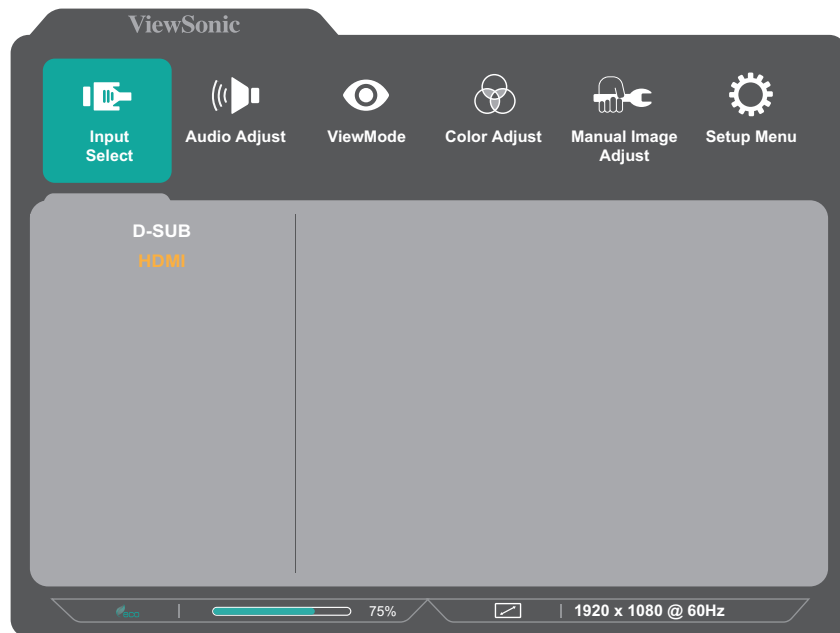 ViewSonic
Input
Select
Audio Adjust
ViewMode
Color Adjust
Manual Image
Adjust
Setup Menu
D-SUB
HDMI
eco
75%
1920 x 1080 @ 60Hz